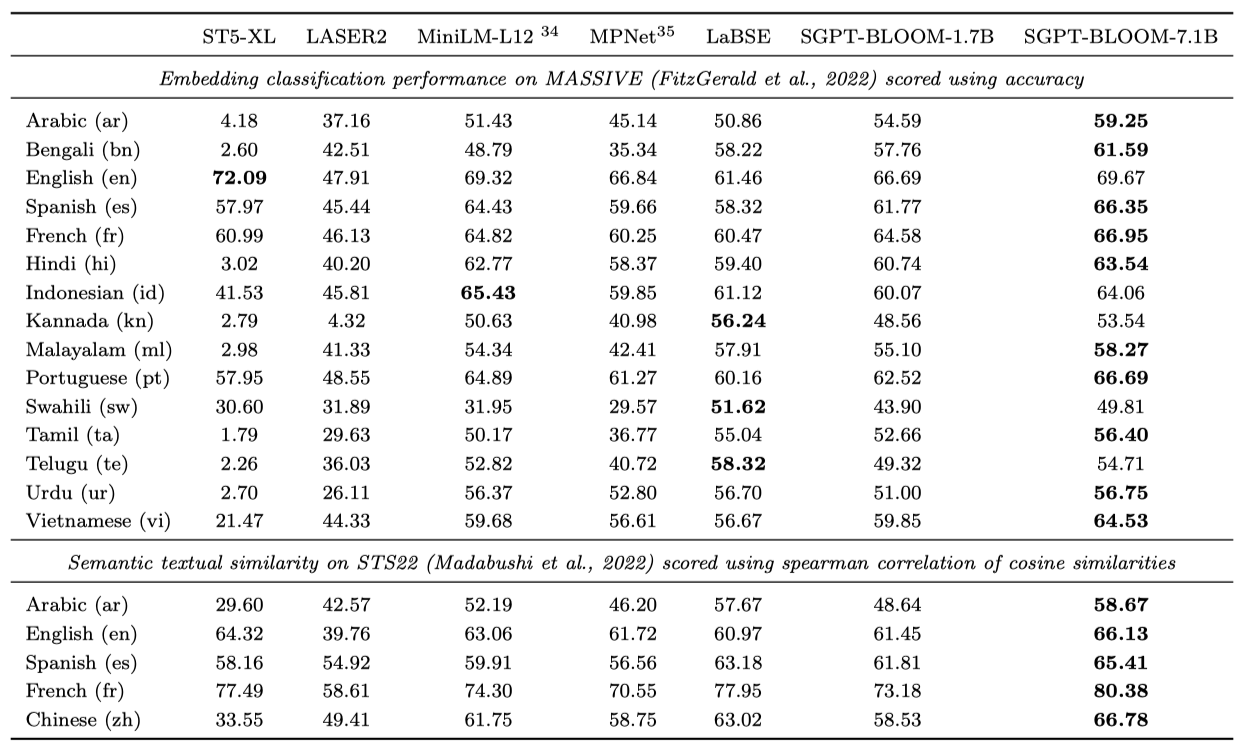 ST5-XL LASER2 MiniLM-L12 34 MPNet35 LaBSE SGPT-BLOOM-1.7B SGPT-BLOOM-7.1B
Embedding classification performance on MASSIVE (FitzGerald et al., 2022) scored using accuracy
Arabic (ar) 4.18 37.16 51.43 45.14 50.86 54.59 59.25
Bengali (bn) 2.60 42.51 48.79 35.34 58.22 57.76 61.59
English (en) 72.09 47.91 69.32 66.84 61.46 66.69 69.67
Spanish (es) 57.97 45.44 64.43 59.66 58.32 61.77 66.35
French (fr) 60.99 46.13 64.82 60.25 60.47 64.58 66.95
Hindi (hi) 3.02 40.20 62.77 58.37 59.40 60.74 63.54
Indonesian (id) 41.53 45.81 65.43 59.85 61.12 60.07 64.06
Kannada (kn) 2.79 4.32 50.63 40.98 56.24 48.56 53.54
Malayalam (ml) 2.98 41.33 54.34 42.41 57.91 55.10 58.27
Portuguese (pt) 57.95 48.55 64.89 61.27 60.16 62.52 66.69
Swahili (sw) 30.60 31.89 31.95 29.57 51.62 43.90 49.81
Tamil (ta) 1.79 29.63 50.17 36.77 55.04 52.66 56.40
Telugu (te) 2.26 36.03 52.82 40.72 58.32 49.32 54.71
Urdu (ur) 2.70 26.11 56.37 52.80 56.70 51.00 56.75
Vietnamese (vi) 21.47 44.33 59.68 56.61 56.67 59.85 64.53
Semantic textual similarity on STS22 (Madabushi et al., 2022) scored using spearman correlation of cosine similarities
Arabic (ar) 29.60 42.57 52.19 46.20 57.67 48.64 58.67
English (en) 64.32 39.76 63.06 61.72 60.97 61.45 66.13
Spanish (es) 58.16 54.92 59.91 56.56 63.18 61.81 65.41
French (fr) 77.49 58.61 74.30 70.55 77.95 73.18 80.38
Chinese (zh) 33.55 49.41 61.75 58.75 63.02 58.53 66.78